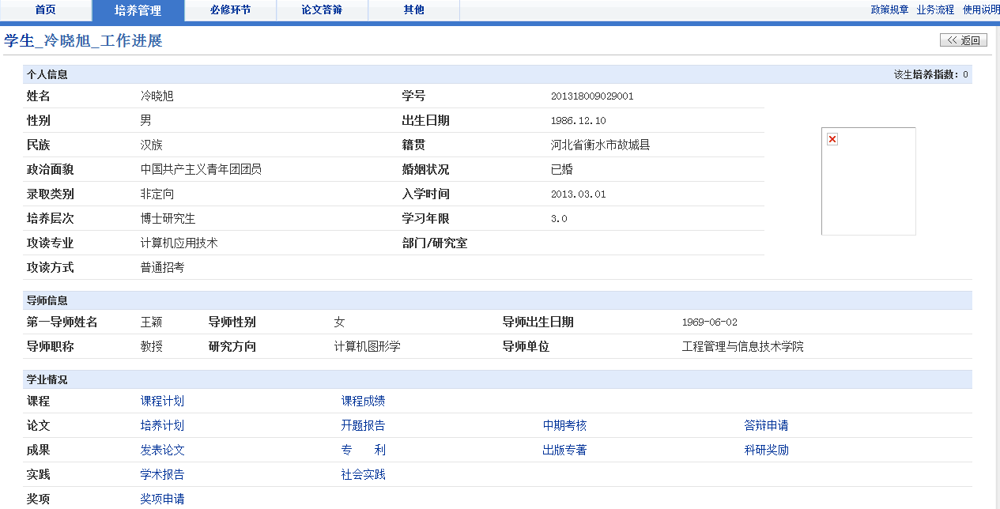 首页 培养管理 必修环节 论文答辩 其他 政策规章 业务流程 使用说明
学生_冷晓旭_工作进展 << 返回
个人信息 该生培养指数: 0
姓名 冷晓旭 学号 201318009029001
性别 男 出生日期 1986.12.10
民族 汉族 籍贯 河北省衡水市故城县
政治面貌 中国共产主义青年团团员 婚姻状况 已婚
录取类别 非定向 入学时间 2013.03.01
培养层次 博士研究生 学习年限 3.0
攻读专业 计算机应用技术 部门/研究室
攻读方式 普通招考
导师信息
第一导师姓名 王颖 导师性别 女 导师出生日期 1969-06-02
导师职称 教授 研究方向 计算机图形学 导师单位 工程管理与信息技术学院
学业情况
课程 课程计划 课程成绩
论文 培养计划 开题报告 中期考核 答辩申请
成果 发表论文 专 利 出版专著 科研奖励
实践 学术报告 社会实践
奖项 奖项申请